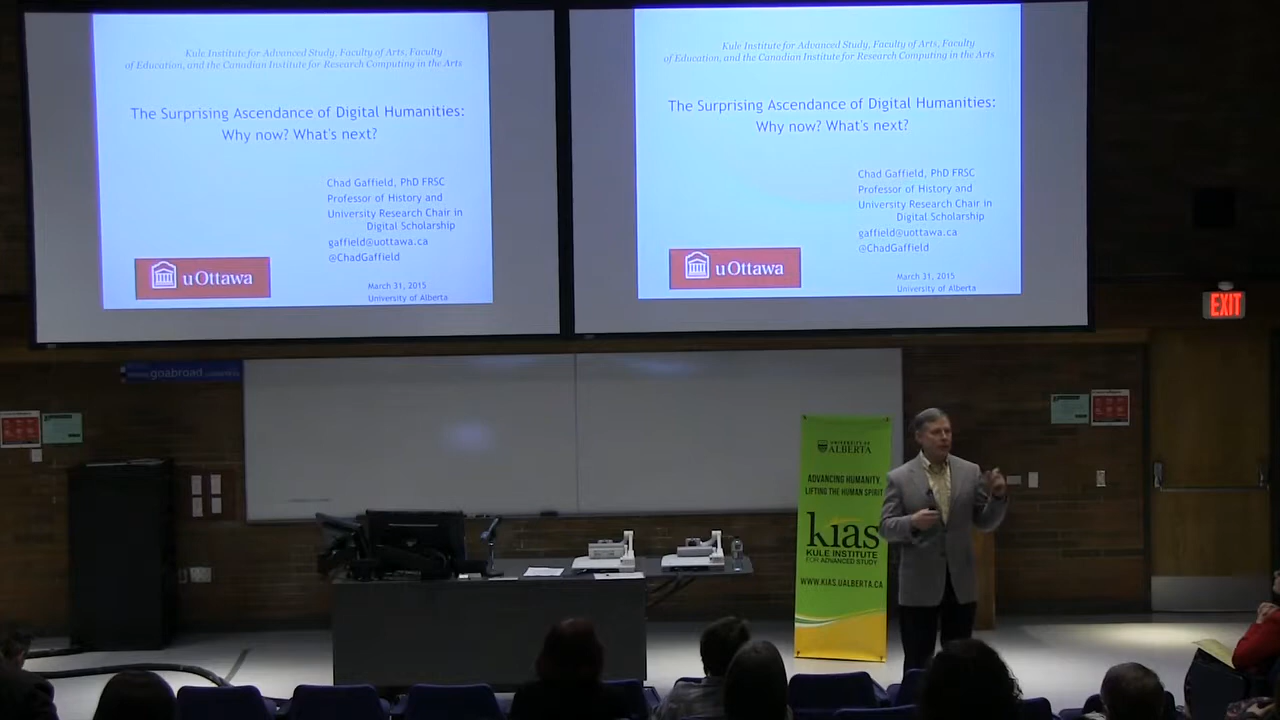 Kule Institute for Advanced Study, Faculty of Arts, Faculty
of Education, and the Canadian Institute for Research Computing in the Arts
The Surprising Ascendance of Digital Humanities:
Why now? What's next?
Chad Gaffield, PhD FRSC
Professor of History and
University Research Chair in
Digital Scholarship
gaffield@uottawa.ca
@ChadGaffield
uOttawa
March 31, 2015
University of Alberta
Kule Institute for Advanced Study, Faculty of Arts, Faculty
of Education, and the Canadian Institute for Research Computing in the Arts
The Surprising Ascendance of Digital Humanities:
Why now? What's next?
Chad Gaffield, PhD FRSC
Professor of History and
University Research Chair in
Digital Scholarship
gaffield@uottawa.ca
@ChadGaffield
uOttawa
March 31, 2015
University of Alberta
EXIT
goabroad
UNIVERSITY OF
ALBERTA
ADVANCING HUMANITY,
LIFTING THE HUMAN SPIRIT
kias
KULE INSTITUTE
FOR ADVANCED STUDY
WWW.KIAS.UALBERTA.CA